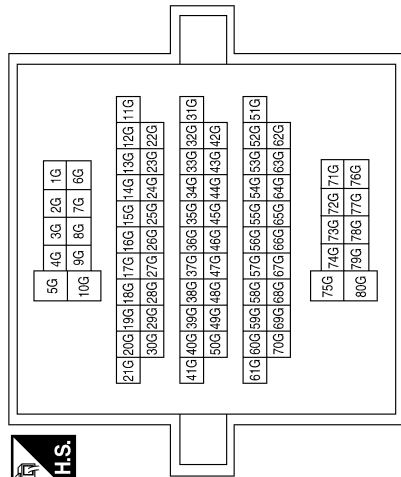 5G 4G 3G 2G 1G
10G 9G 8G 7G 6G
H.S.
21G 20G 19G 18G 17G 16G 15G 14G 13G 12G 11G
30G 29G 28G 27G 26G 25G 24G 23G 22G
41G 40G 39G 38G 37G 36G 35G 34G 33G 32G 31G
50G 49G 48G 47G 46G 45G 44G 43G 42G
61G 60G 59G 58G 57G 56G 55G 54G 53G 52G 51G
70G 69G 68G 67G 66G 65G 64G 63G 62G
75G 74G 73G 72G 71G
80G 79G 78G 77G 76G